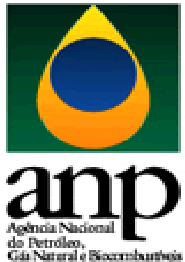 anp
Agência Nacional
do Petróleo,
Gás Natural e Biocombustíveis